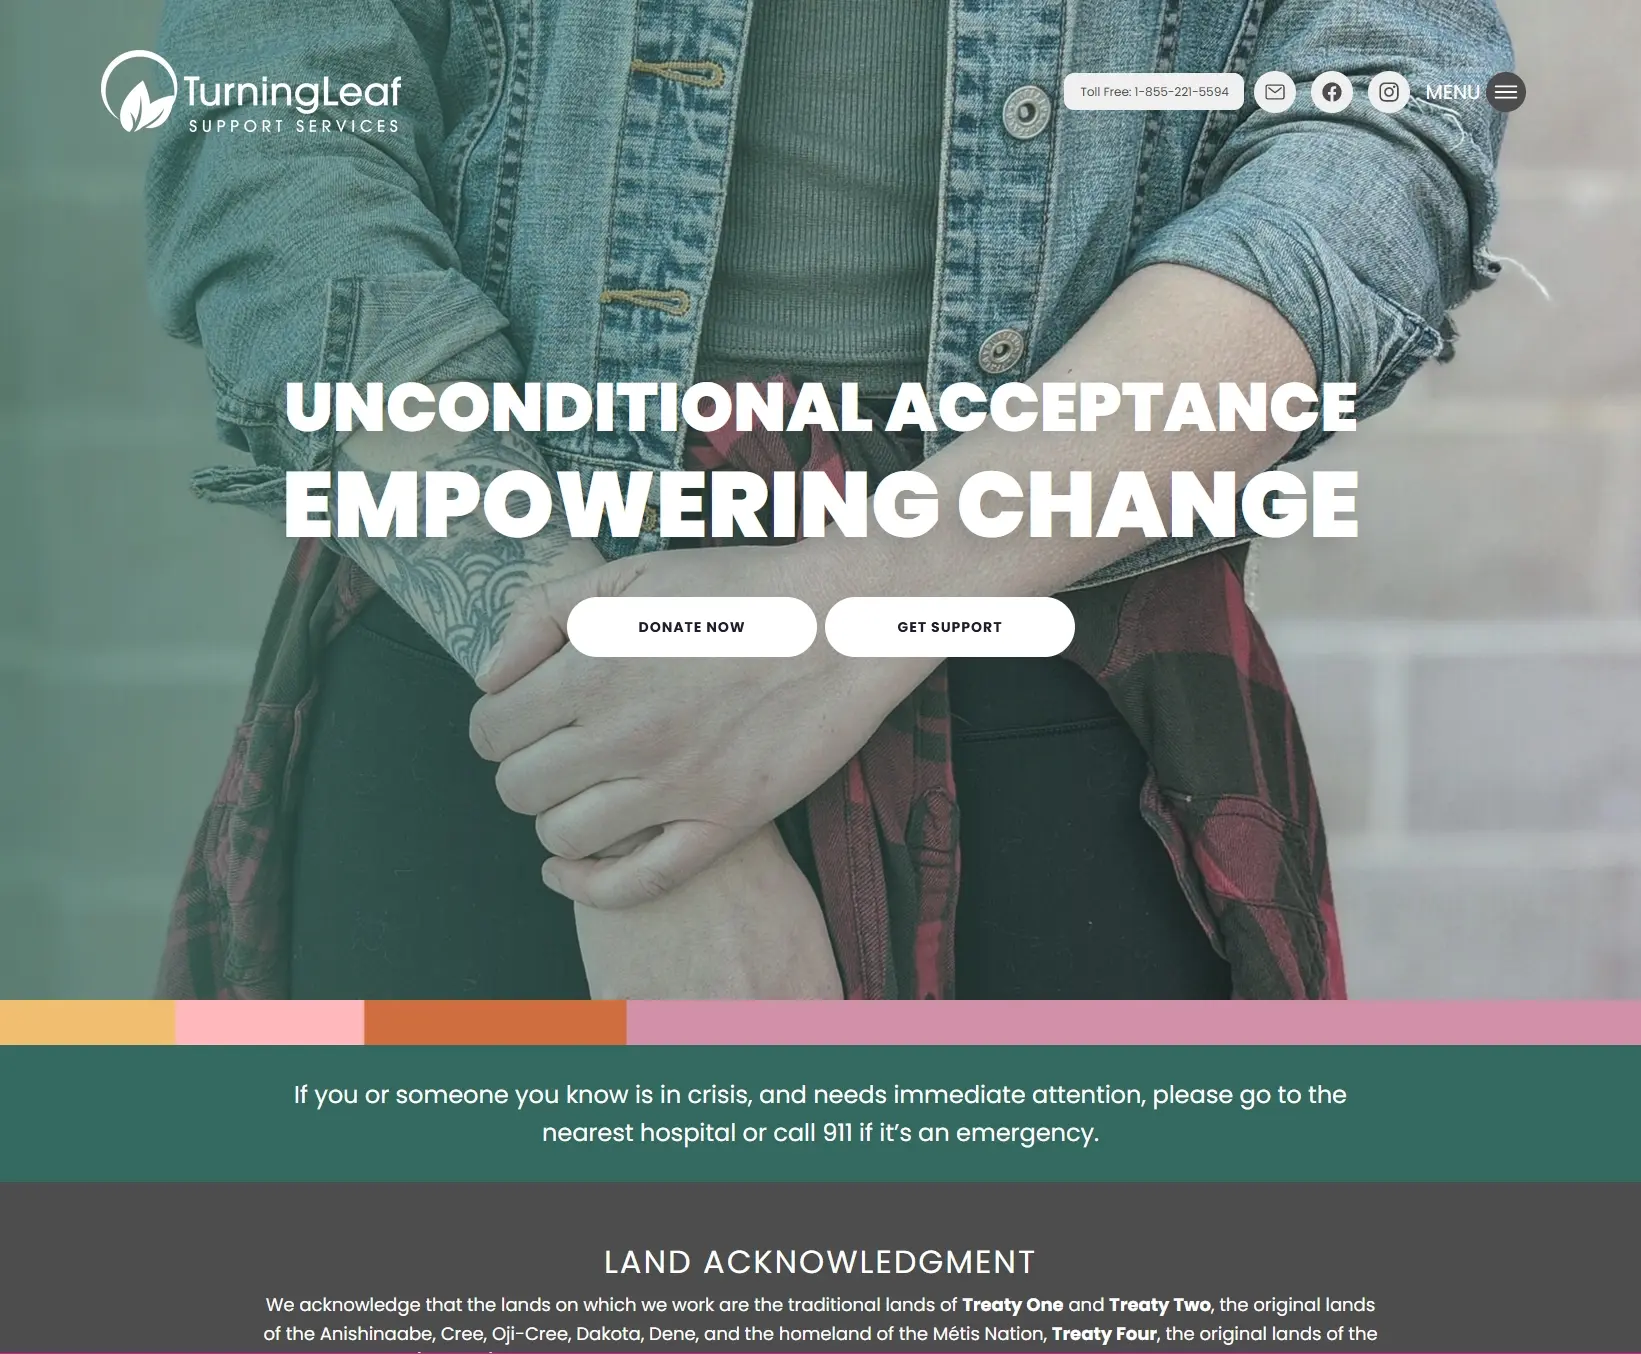 TurningLeaf
SUPPORT SERVICES
Toll Free: 1-855-221-5594
MENU
UNCONDITIONAL ACCEPTANCE
EMPOWERING CHANGE
DONATE NOW
GET SUPPORT
If you or someone you know is in crisis, and needs immediate attention, please go to the
nearest hospital or call 911 if it’s an emergency.
LAND ACKNOWLEDGMENT
We acknowledge that the lands on which we work are the traditional lands of Treaty One and Treaty Two, the original lands
of the Anishinaabe, Cree, Oji-Cree, Dakota, Dene, and the homeland of the Métis Nation, Treaty Four, the original lands of the